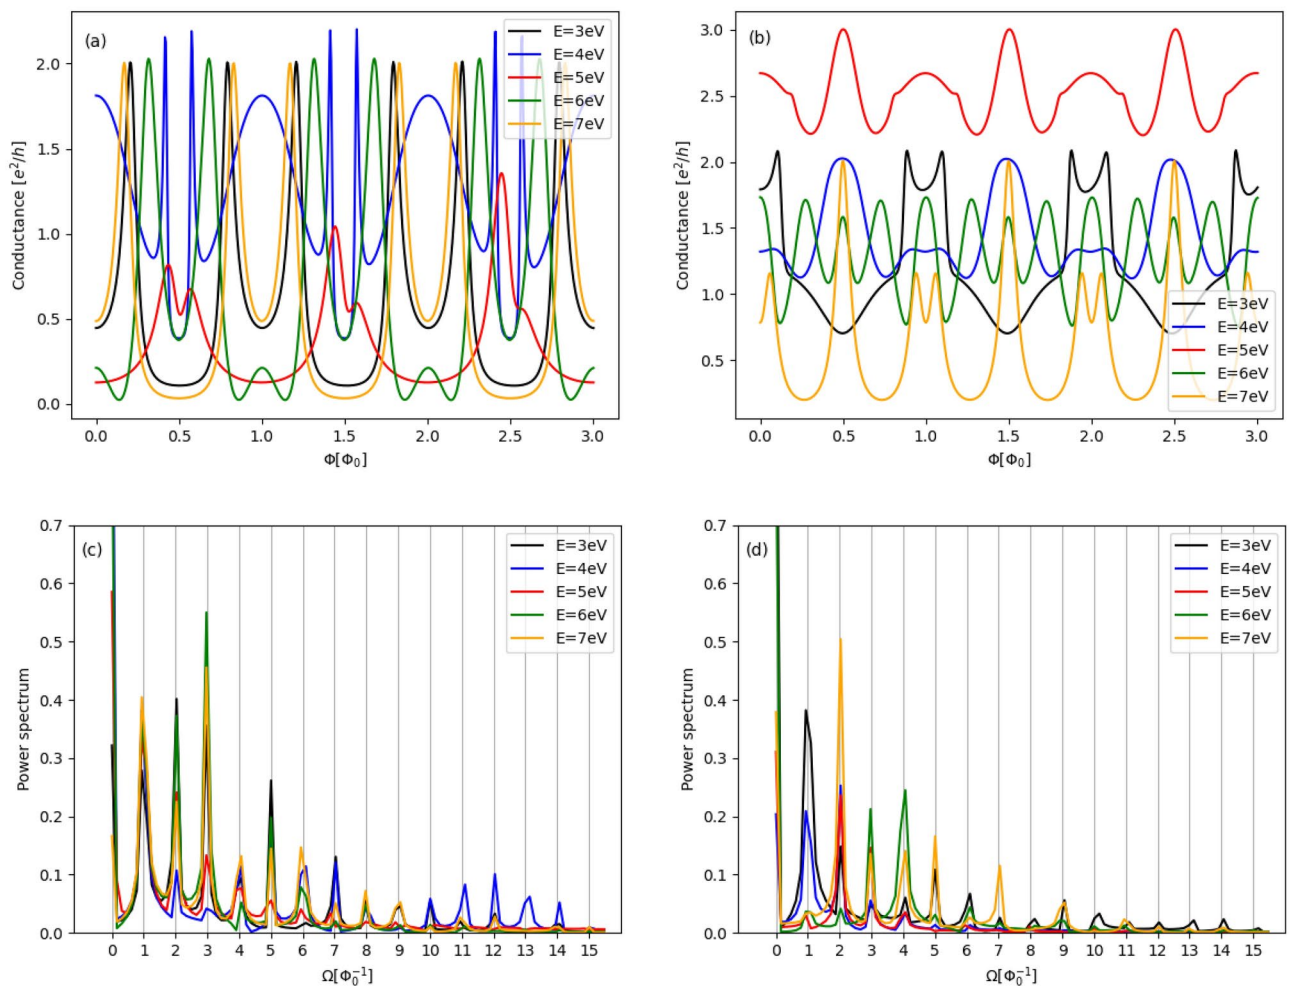 (a)
E=3eV
E=4eV
E=5eV
E=6eV
E=7eV
Conductance [e²/h]
2.0
1.5
1.0
0.5
0.0
0.0 0.5 1.0 1.5 2.0 2.5 3.0
Φ[Φ₀]
(b)
Conductance [e²/h]
3.0
2.5
2.0
1.5
1.0
0.5
E=3eV
E=4eV
E=5eV
E=6eV
E=7eV
0.0 0.5 1.0 1.5 2.0 2.5 3.0
Φ[Φ₀]
(c)
E=3eV
E=4eV
E=5eV
E=6eV
E=7eV
Power spectrum
0.7
0.6
0.5
0.4
0.3
0.2
0.1
0.0
0 1 2 3 4 5 6 7 8 9 10 11 12 13 14 15
Ω[Φ₀⁻¹]
(d)
E=3eV
E=4eV
E=5eV
E=6eV
E=7eV
Power spectrum
0.7
0.6
0.5
0.4
0.3
0.2
0.1
0.0
0 1 2 3 4 5 6 7 8 9 10 11 12 13 14 15
Ω[Φ₀⁻¹]